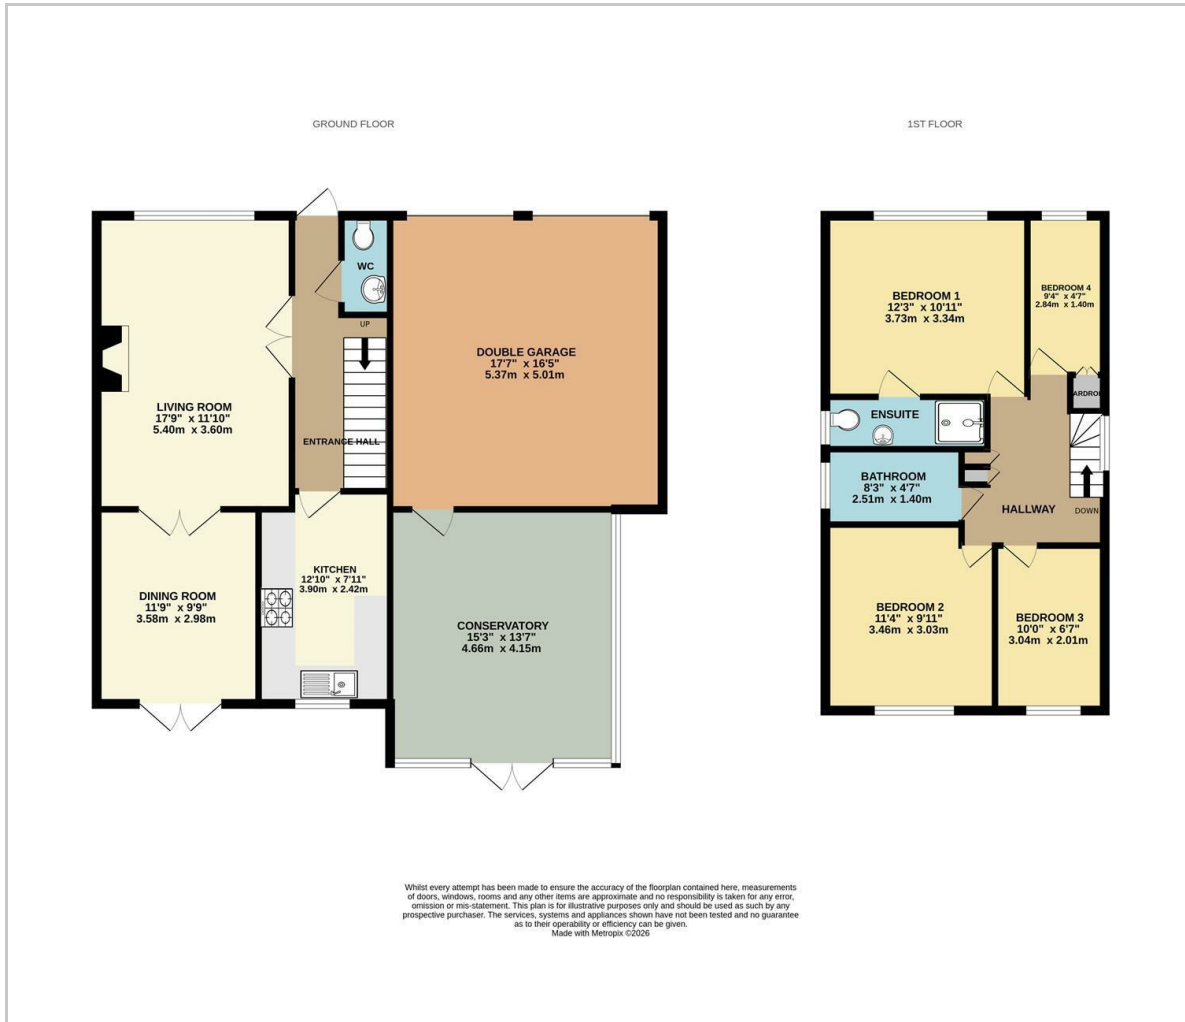 GROUND FLOOR
WC
UP
LIVING ROOM
17'9" x 11'10"
5.40m x 3.60m
ENTRANCE HALL
DOUBLE GARAGE
17'7" x 16'5"
5.37m x 5.01m
KITCHEN
12'10" x 7'11"
3.90m x 2.42m
DINING ROOM
11'9" x 9'9"
3.58m x 2.98m
CONSERVATORY
15'3" x 13'7"
4.66m x 4.15m
1ST FLOOR
BEDROOM 1
12'3" x 10'11"
3.73m x 3.34m
BEDROOM 4
9'4" x 4'7"
2.84m x 1.40m
ARDRO
ENSUITE
BATHROOM
8'3" x 4'7"
2.51m x 1.40m
HALLWAY
DOWN
BEDROOM 2
11'4" x 9'11"
3.46m x 3.03m
BEDROOM 3
10'0" x 6'7"
3.04m x 2.01m
Whilst every attempt has been made to ensure the accuracy of the floorplan contained here, measurements
of doors, windows, rooms and any other items are approximate and no responsibility is taken for any error,
omission or mis-statement. This plan is for illustrative purposes only and should be used as such by any
prospective purchaser. The services, systems and appliances shown have not been tested and no guarantee
as to their operability or efficiency can be given.
Made with Metropix ©2026